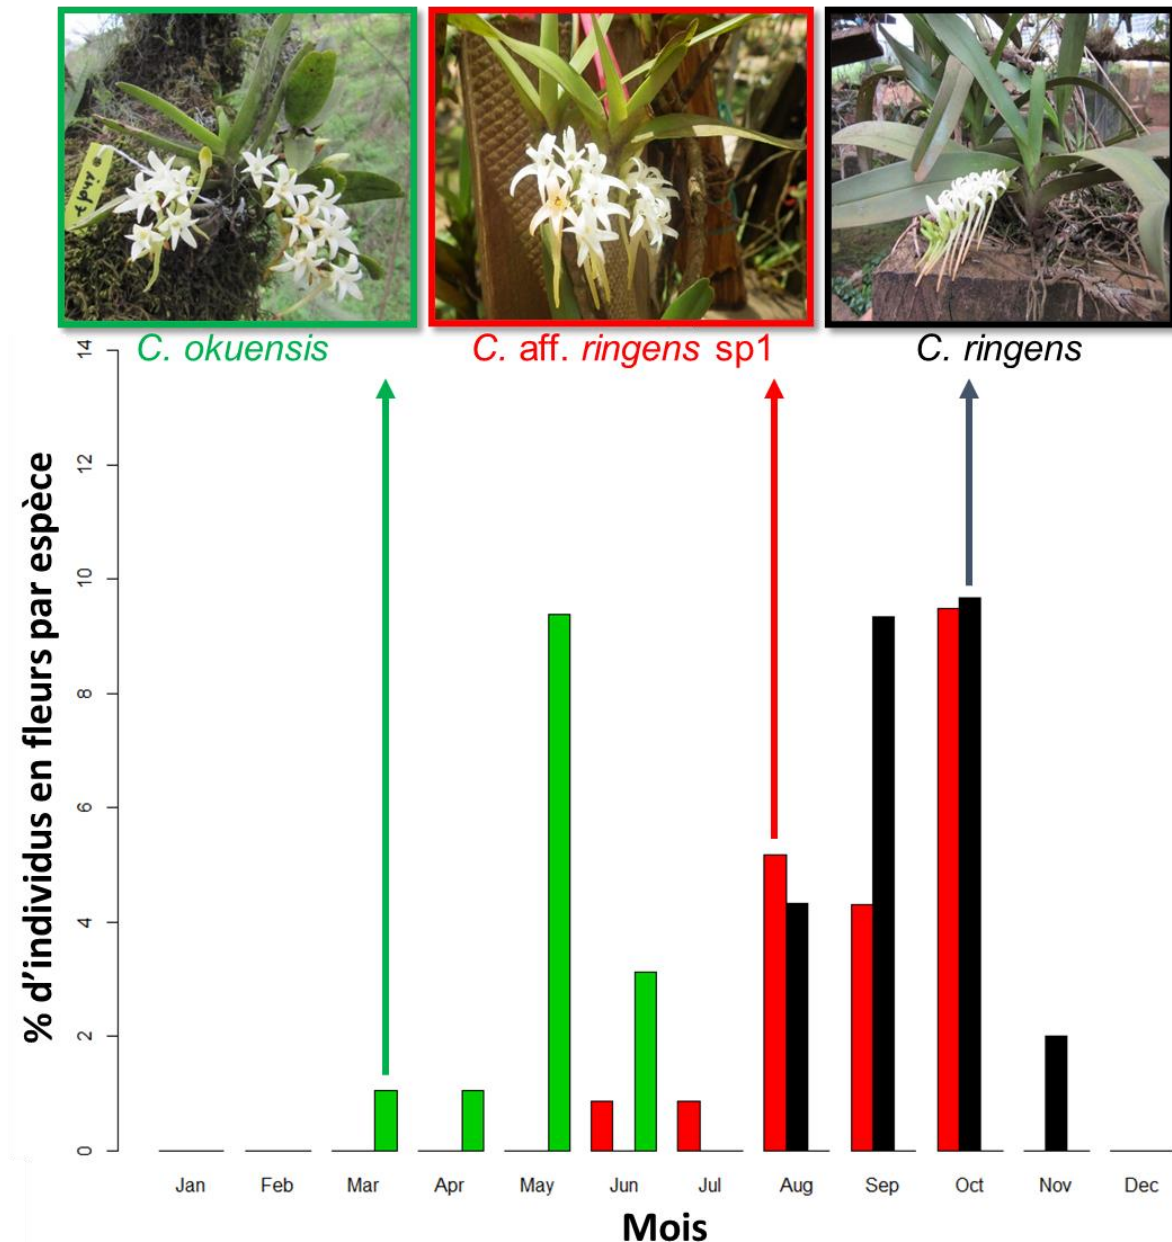 C. okuensis
C. aff. ringens sp1
C. ringens
% d'individus en fleurs par espèce
14
12
10
8
6
4
2
0
Jan Feb Mar Apr May Jun Jul Aug Sep Oct Nov Dec
Mois